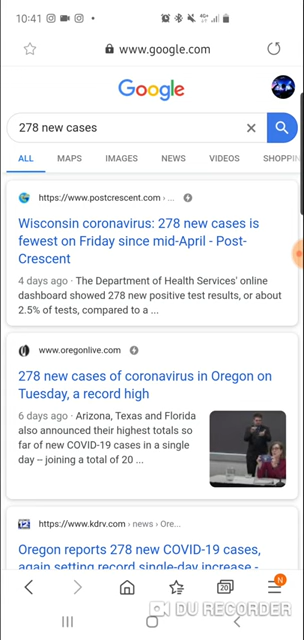 10:41
www.google.com
Google
278 new cases
ALL MAPS IMAGES NEWS VIDEOS SHOPPIN
https://www.postcrescent.com › ...
Wisconsin coronavirus: 278 new cases is
fewest on Friday since mid-April - Post-
Crescent
4 days ago · The Department of Health Services' online
dashboard showed 278 new positive test results, or about
2.5% of tests, compared to a ...
www.oregonlive.com
278 new cases of coronavirus in Oregon on
Tuesday, a record high
6 days ago · Arizona, Texas and Florida
also announced their highest totals so
far of new COVID-19 cases in a single
day – joining a total of 20 ...
12
https://www.kdrv.com › news › Ore...
Oregon reports 278 new COVID-19 cases,
again setting record single-day increase -
20
N
DU RECORDER